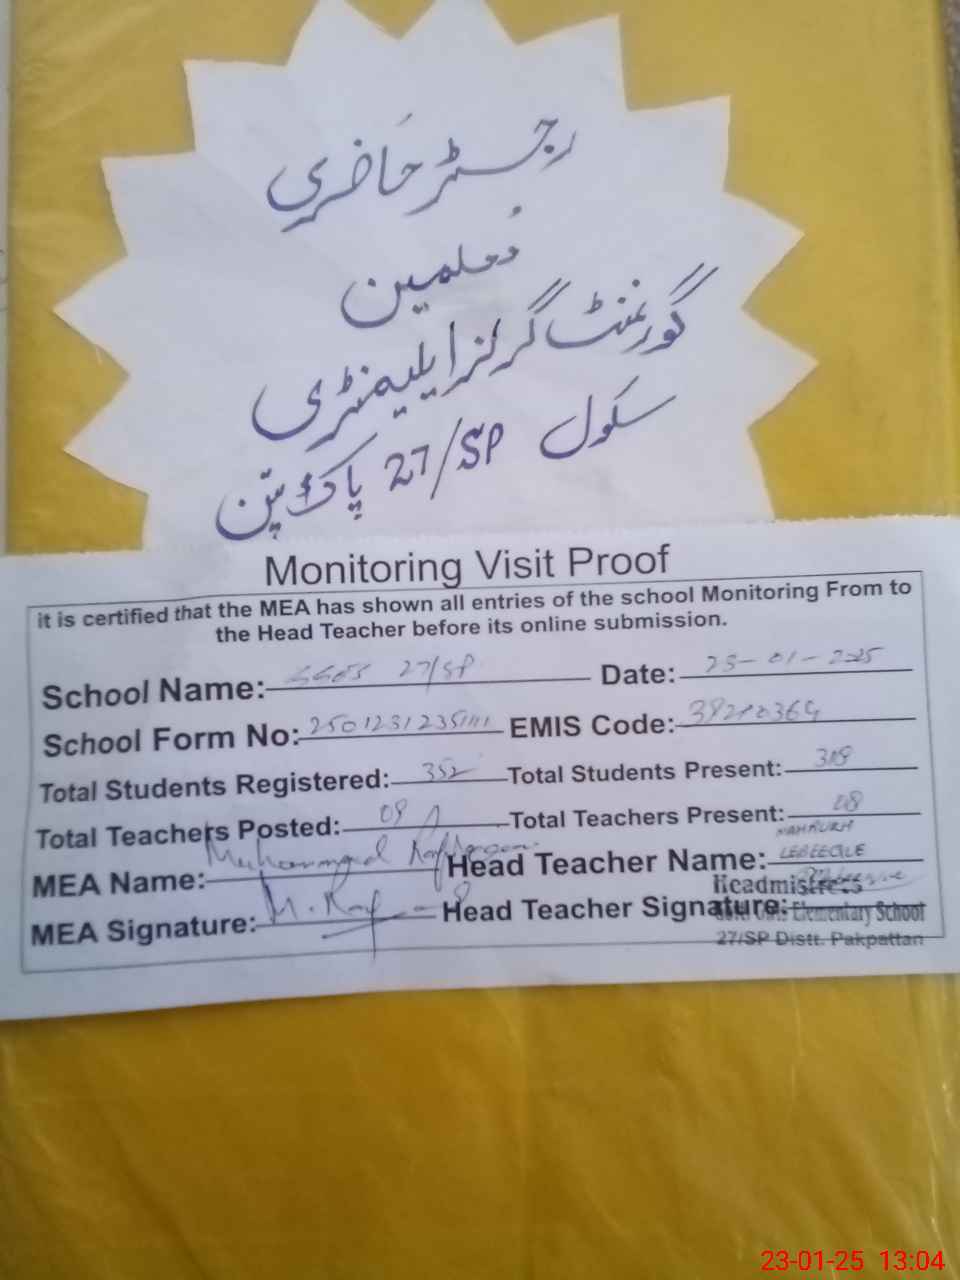 رجسٹر حاضری
معلمین
گورنمنٹ گرلز ایلیمنٹری
سکول 27/SP پاکپتن
Monitoring Visit Proof
it is certified that the MEA has shown all entries of the school Monitoring From to
the Head Teacher before its online submission.
School Name: GGES 27/SP Date: 23-01-2025
School Form No: EMIS Code:
Total Students Registered: 352 Total Students Present: 318
Total Teachers Posted: Total Teachers Present: 08
MEA Name: Muhammad Head Teacher Name:
MEA Signature: Head Teacher Signature:
Headmistress
Govt. Girls Elementary School
27/SP Distt. Pakpattan
23-01-25 13:04